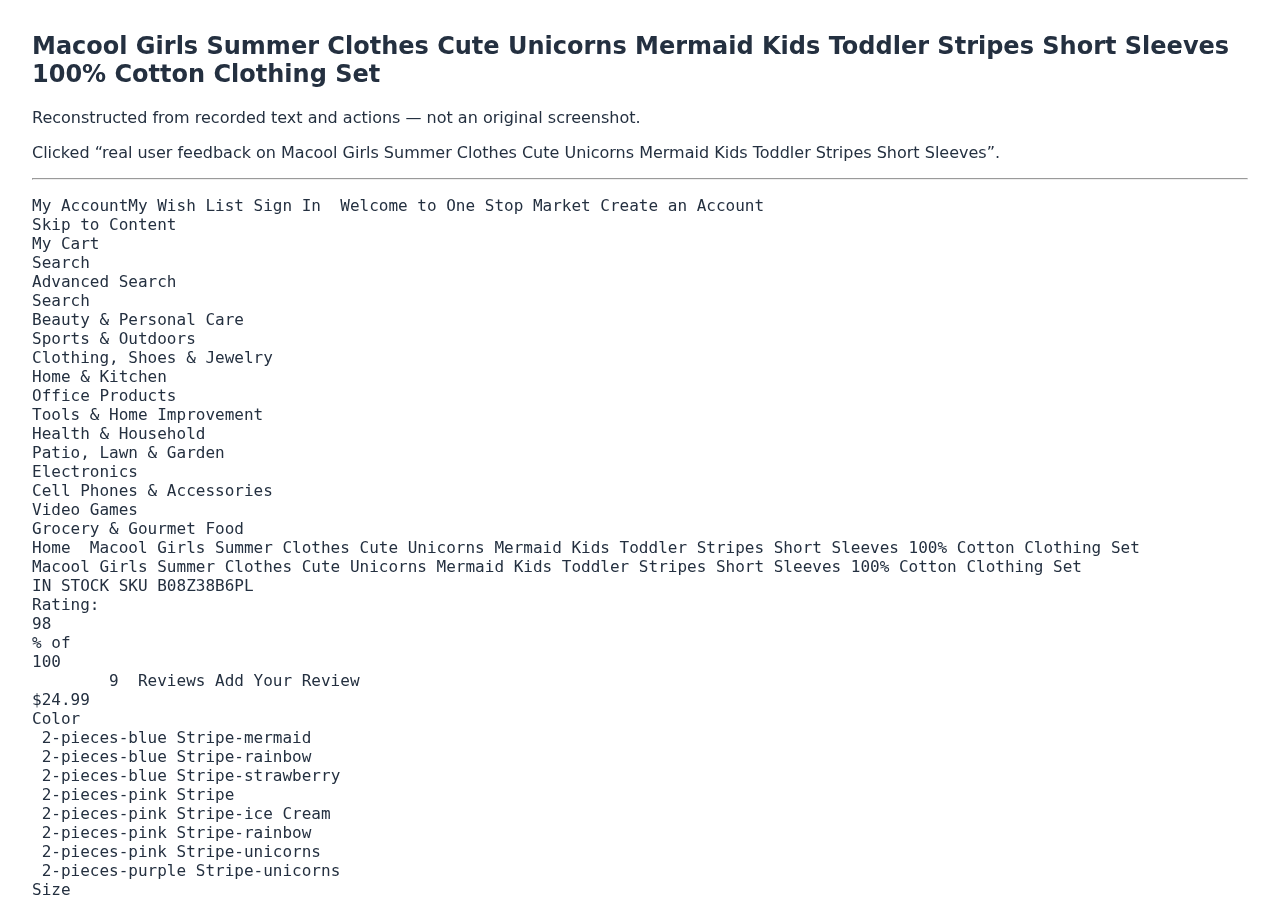 Macool Girls Summer Clothes Cute Unicorns Mermaid Kids Toddler Stripes Short Sleeves
100% Cotton Clothing Set
Reconstructed from recorded text and actions — not an original screenshot.
Clicked “real user feedback on Macool Girls Summer Clothes Cute Unicorns Mermaid Kids Toddler Stripes Short Sleeves”.
My AccountMy Wish List Sign In  Welcome to One Stop Market Create an Account
Skip to Content
My Cart
Search
Advanced Search
Search
Beauty & Personal Care
Sports & Outdoors
Clothing, Shoes & Jewelry
Home & Kitchen
Office Products
Tools & Home Improvement
Health & Household
Patio, Lawn & Garden
Electronics
Cell Phones & Accessories
Video Games
Grocery & Gourmet Food
Home  Macool Girls Summer Clothes Cute Unicorns Mermaid Kids Toddler Stripes Short Sleeves 100% Cotton Clothing Set
Macool Girls Summer Clothes Cute Unicorns Mermaid Kids Toddler Stripes Short Sleeves 100% Cotton Clothing Set
IN STOCK SKU B08Z38B6PL
Rating:
98
% of
100
9  Reviews Add Your Review
$24.99
Color
2-pieces-blue Stripe-mermaid
2-pieces-blue Stripe-rainbow
2-pieces-blue Stripe-strawberry
2-pieces-pink Stripe
2-pieces-pink Stripe-ice Cream
2-pieces-pink Stripe-rainbow
2-pieces-pink Stripe-unicorns
2-pieces-purple Stripe-unicorns
Size